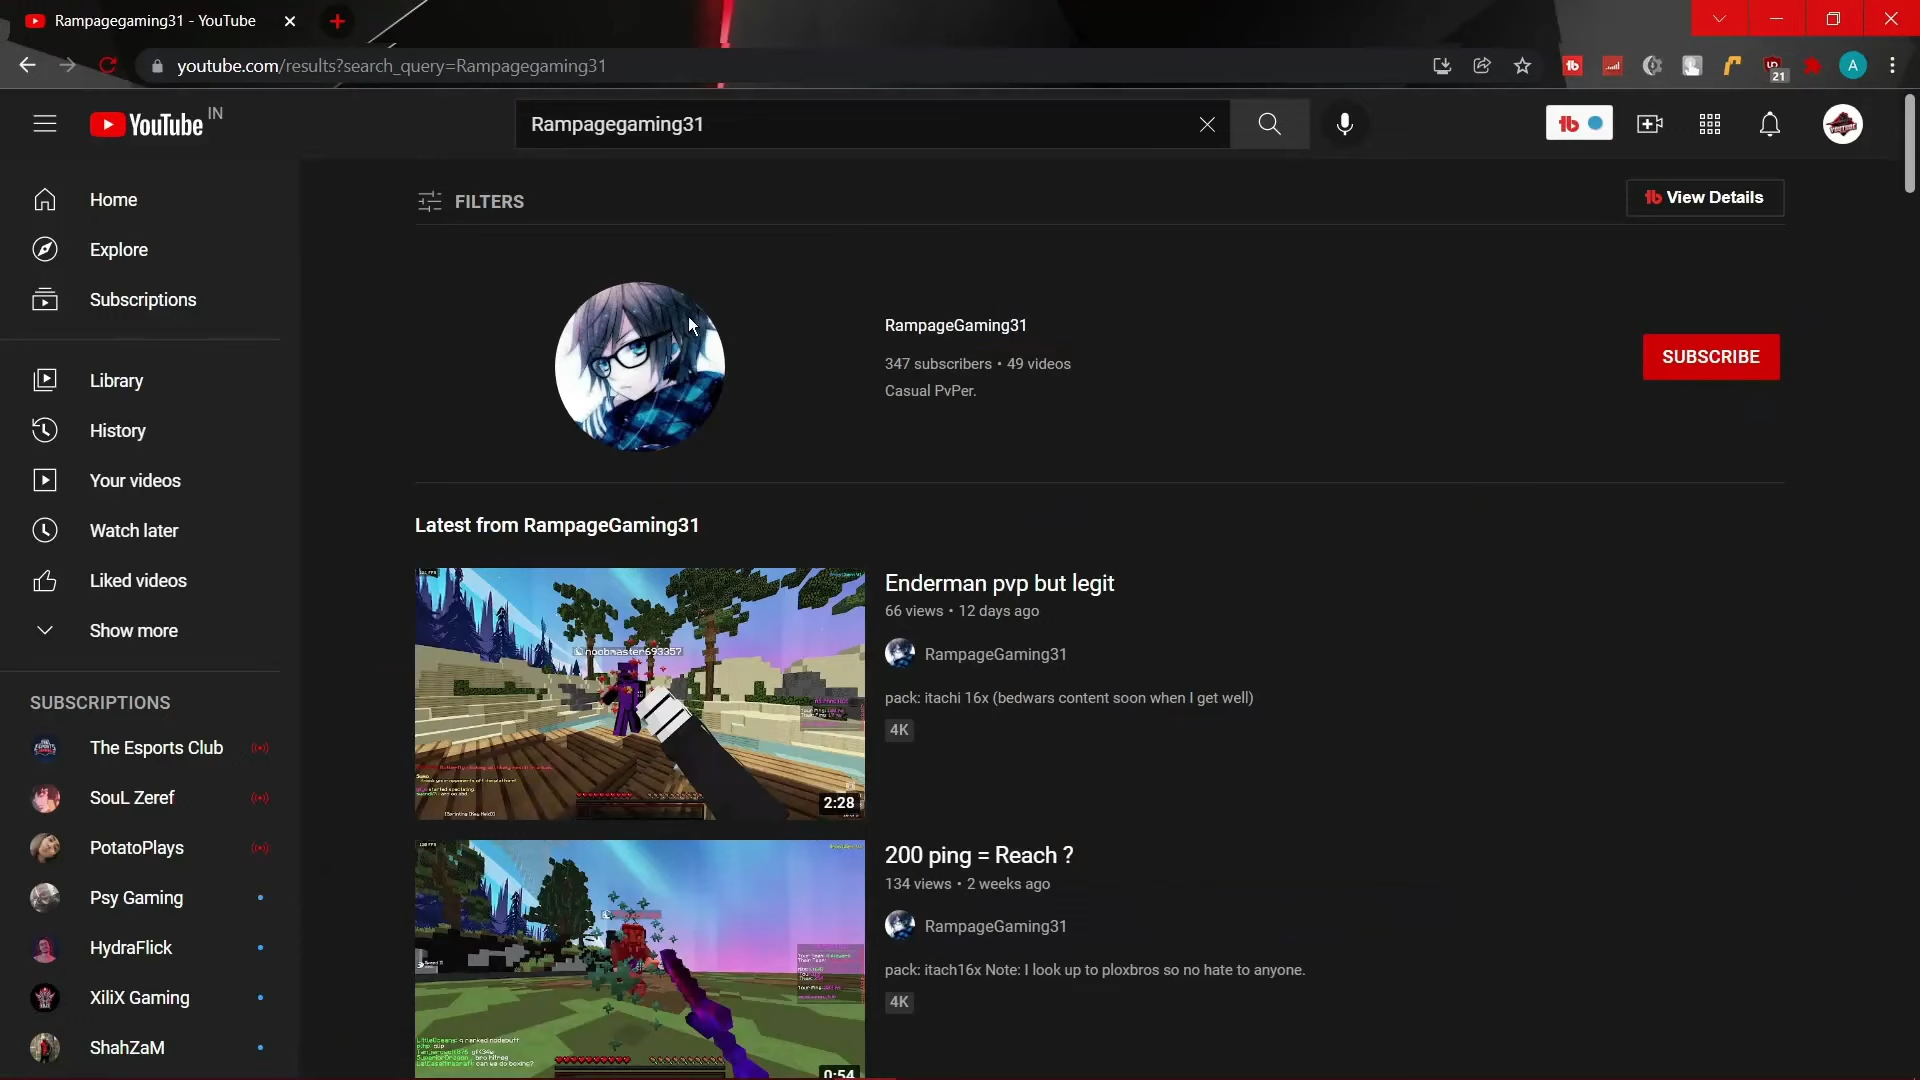 Rampagegaming31 - YouTube
youtube.com/results?search_query=Rampagegaming31
21
A
YouTube IN
Rampagegaming31
tb
FILTERS
tb View Details
Home
Explore
Subscriptions
Library
History
Your videos
Watch later
Liked videos
Show more
SUBSCRIPTIONS
The Esports Club
SouL Zeref
PotatoPlays
Psy Gaming
HydraFlick
XiliX Gaming
ShahZaM
RampageGaming31
347 subscribers • 49 videos
Casual PvPer.
SUBSCRIBE
Latest from RampageGaming31
noobmaster693357
2:28
Enderman pvp but legit
66 views • 12 days ago
RampageGaming31
pack: itachi 16x (bedwars content soon when I get well)
4K
0:54
200 ping = Reach ?
134 views • 2 weeks ago
RampageGaming31
pack: itach16x Note: I look up to ploxbros so no hate to anyone.
4K